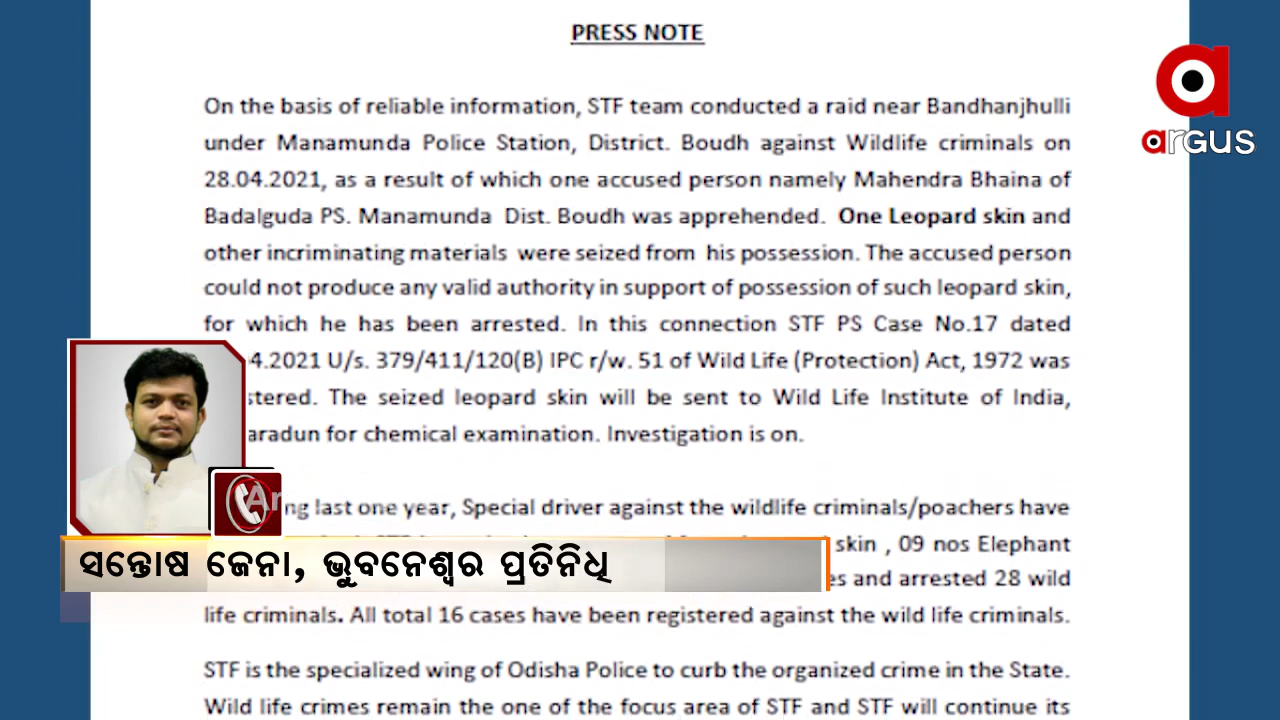 PRESS NOTE
argus
On the basis of reliable information, STF team conducted a raid near Bandhanjhulli
under Manamunda Police Station, District. Boudh against Wildlife criminals on
28.04.2021, as a result of which one accused person namely Mahendra Bhaina of
Badalguda PS. Manamunda Dist. Boudh was apprehended. One Leopard skin and
other incriminating materials were seized from his possession. The accused person
could not produce any valid authority in support of possession of such leopard skin,
for which he has been arrested. In this connection STF PS Case No.17 dated
4.2021 U/s. 379/411/120(B) IPC r/w. 51 of Wild Life (Protection) Act, 1972 was
stered. The seized leopard skin will be sent to Wild Life Institute of India,
aradun for chemical examination. Investigation is on.
ng last one year, Special driver against the wildlife criminals/poachers have
skin , 09 nos Elephant
es and arrested 28 wild
life criminals. All total 16 cases have been registered against the wild life criminals.
STF is the specialized wing of Odisha Police to curb the organized crime in the State.
Wild life crimes remain the one of the focus area of STF and STF will continue its
ସନ୍ତୋଷ ଜେନା, ଭୁବନେଶ୍ୱର ପ୍ରତିନିଧି